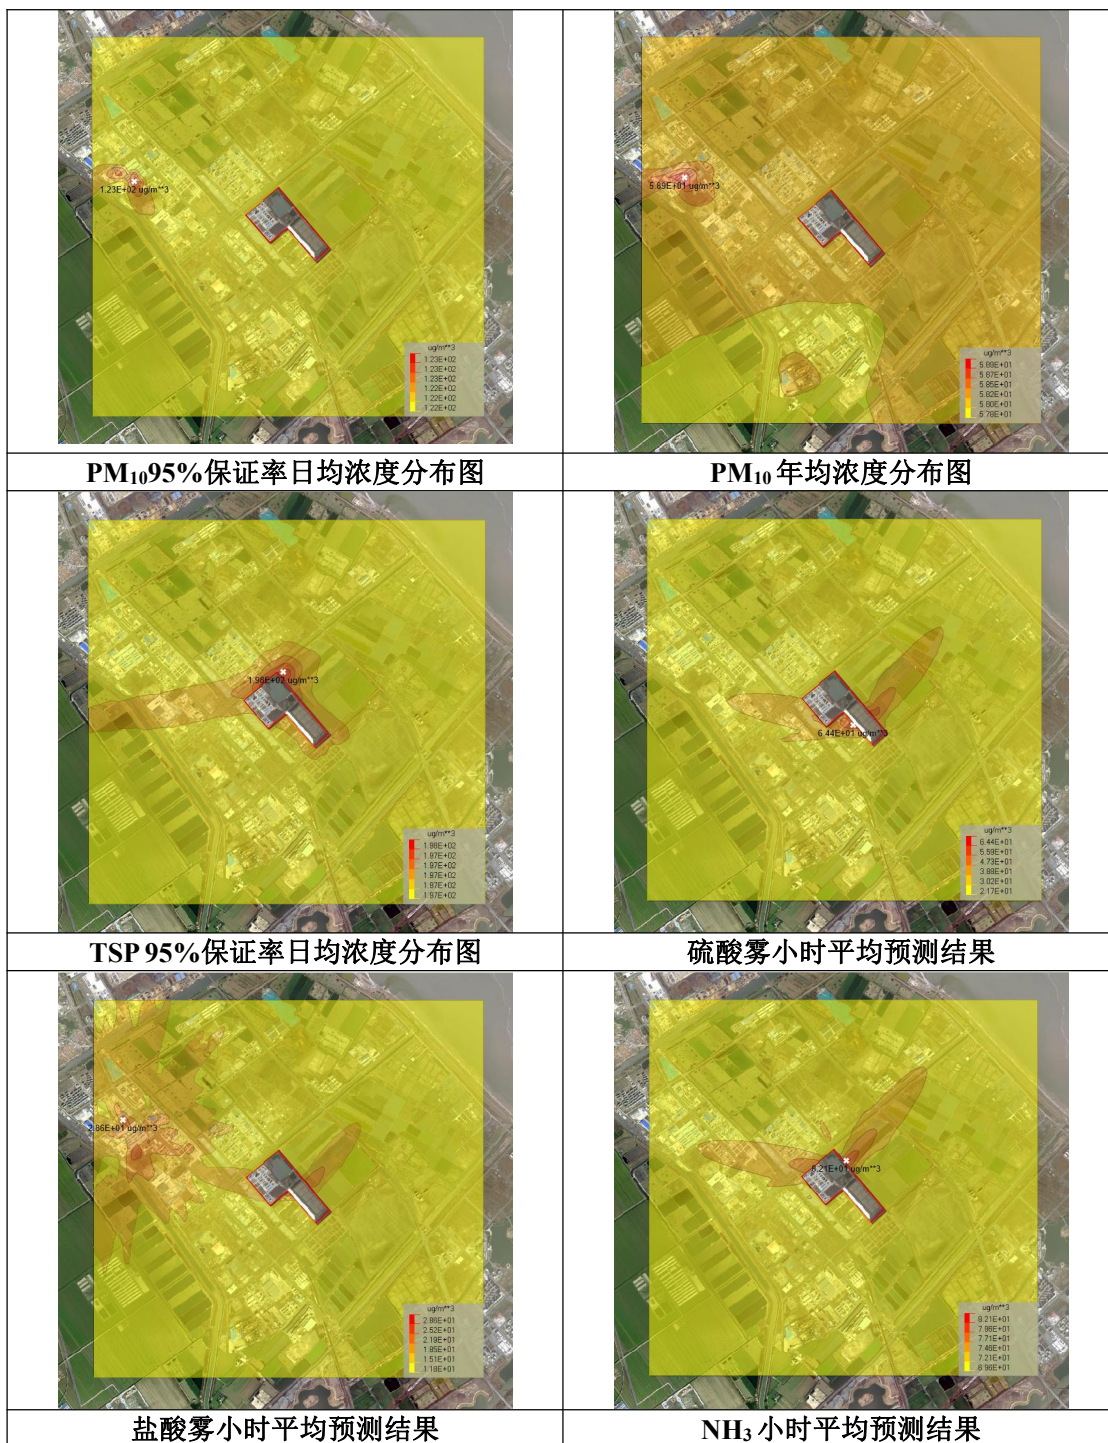 1.23E+02 ug/m**3
ug/m**3
1.23E+02
1.23E+02
1.23E+02
1.22E+02
1.22E+02
1.22E+02
5.89E+01 ug/m**3
ug/m**3
5.89E+01
5.87E+01
5.85E+01
5.82E+01
5.80E+01
5.78E+01
PM₁₀95%保证率日均浓度分布图
PM₁₀ 年均浓度分布图
1.98E+02 ug/m**3
ug/m**3
1.98E+02
1.97E+02
1.97E+02
1.97E+02
1.97E+02
1.97E+02
6.44E+01 ug/m**3
ug/m**3
6.44E+01
5.59E+01
4.73E+01
3.88E+01
3.02E+01
2.17E+01
TSP 95%保证率日均浓度分布图
硫酸雾小时平均预测结果
2.86E+01 ug/m**3
ug/m**3
2.86E+01
2.52E+01
2.19E+01
1.85E+01
1.51E+01
1.18E+01
8.21E+01 ug/m**3
ug/m**3
8.21E+01
7.96E+01
7.71E+01
7.46E+01
7.21E+01
6.96E+01
盐酸雾小时平均预测结果
NH₃ 小时平均预测结果